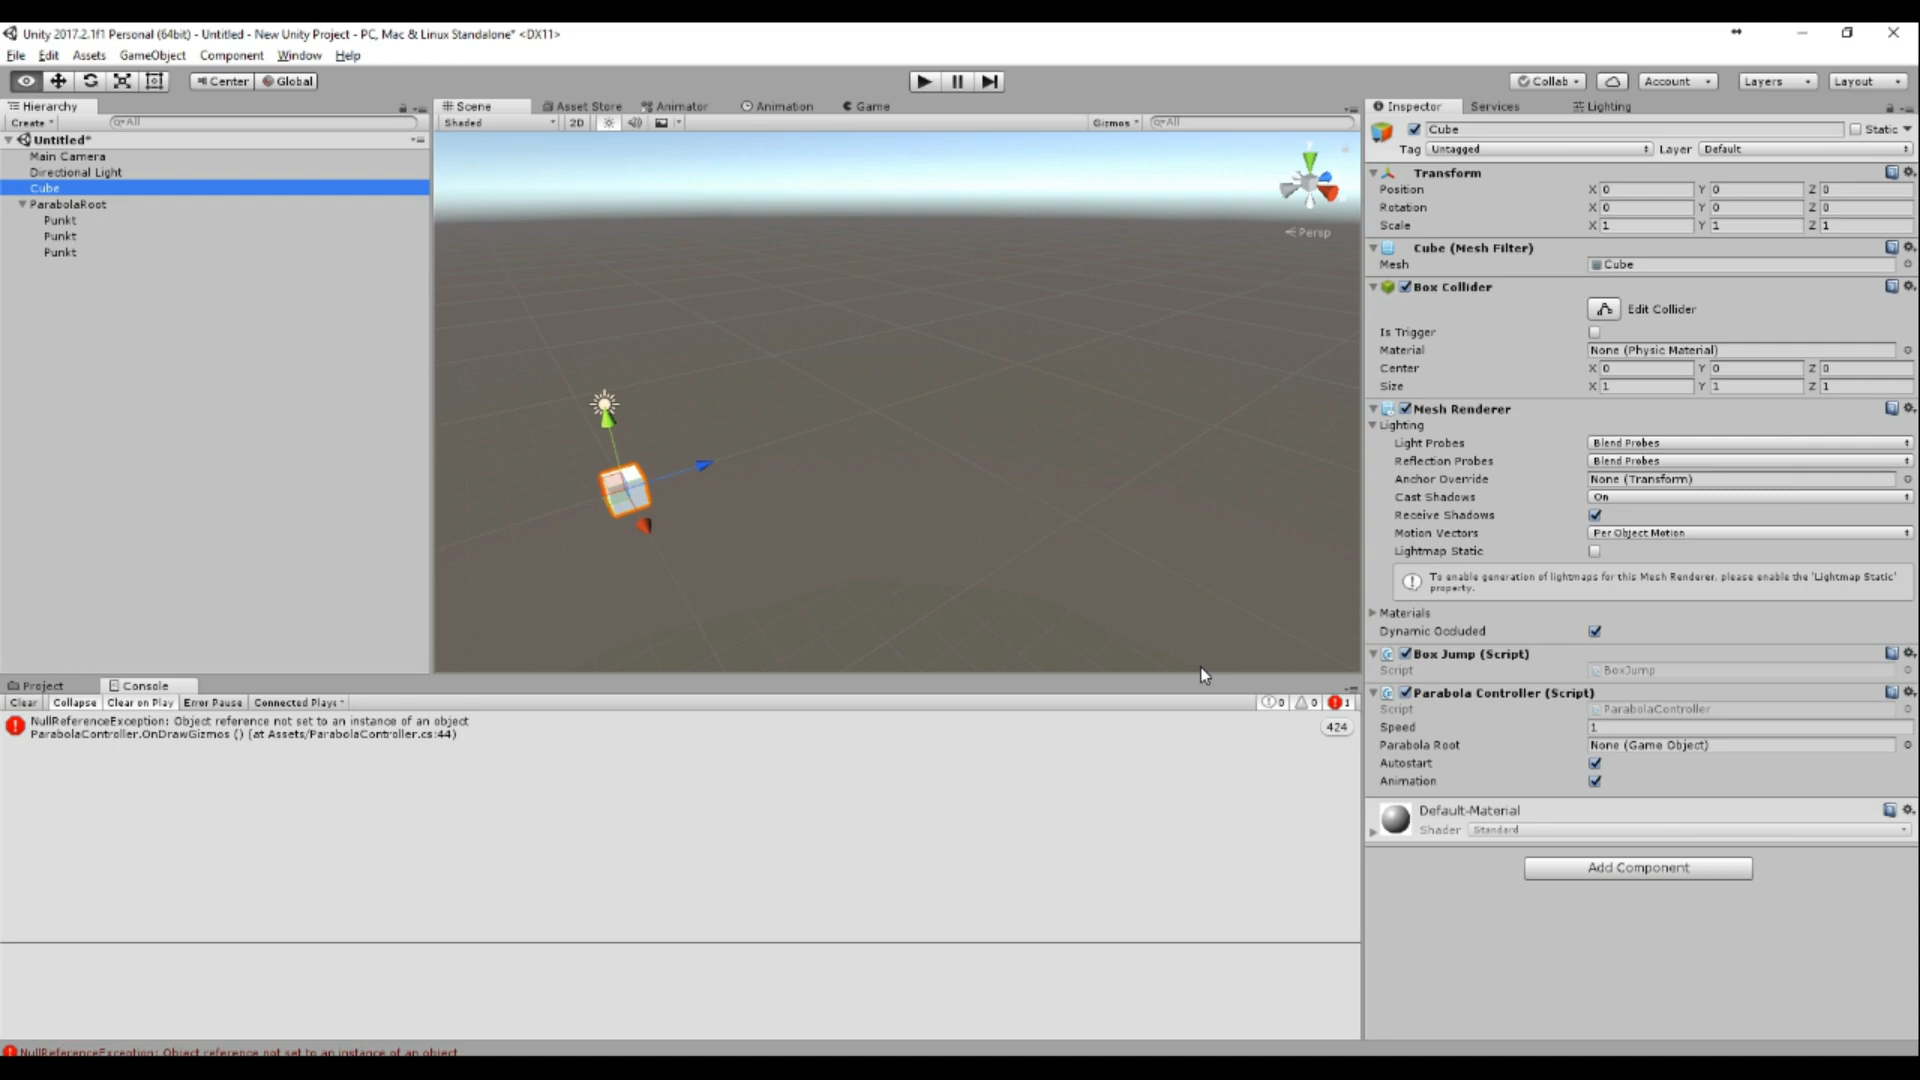 Unity 2017.2.1f1 Personal (64bit) - Untitled - New Unity Project - PC, Mac & Linux Standalone* <DX11>
File Edit Assets GameObject Component Window Help
Center Global
Collab Account Layers Layout
Hierarchy
Create All
Untitled*
Main Camera
Directional Light
Cube
ParabolaRoot
Punkt
Punkt
Punkt
Scene Asset Store Animator Animation Game
Shaded 2D Gizmos All
Persp
Inspector Services Lighting
Cube Static
Tag Untagged Layer Default
Transform
Position X 0 Y 0 Z 0
Rotation X 0 Y 0 Z 0
Scale X 1 Y 1 Z 1
Cube (Mesh Filter)
Mesh Cube
Box Collider
Edit Collider
Is Trigger
Material None (Physic Material)
Center X 0 Y 0 Z 0
Size X 1 Y 1 Z 1
Mesh Renderer
Lighting
Light Probes Blend Probes
Reflection Probes Blend Probes
Anchor Override None (Transform)
Cast Shadows On
Receive Shadows
Motion Vectors Per Object Motion
Lightmap Static
To enable generation of lightmaps for this Mesh Renderer, please enable the 'Lightmap Static'
property.
Materials
Dynamic Occluded
Box Jump (Script)
Script BoxJump
Parabola Controller (Script)
Script ParabolaController
Speed 1
Parabola Root None (Game Object)
Autostart
Animation
Default-Material
Shader Standard
Add Component
Project Console
Clear Collapse Clear on Play Error Pause Connected Playe 0 0 1
NullReferenceException: Object reference not set to an instance of an object
ParabolaController.OnDrawGizmos () (at Assets/ParabolaController.cs:44)
424
NullReferenceException: Object reference not set to an instance of an object